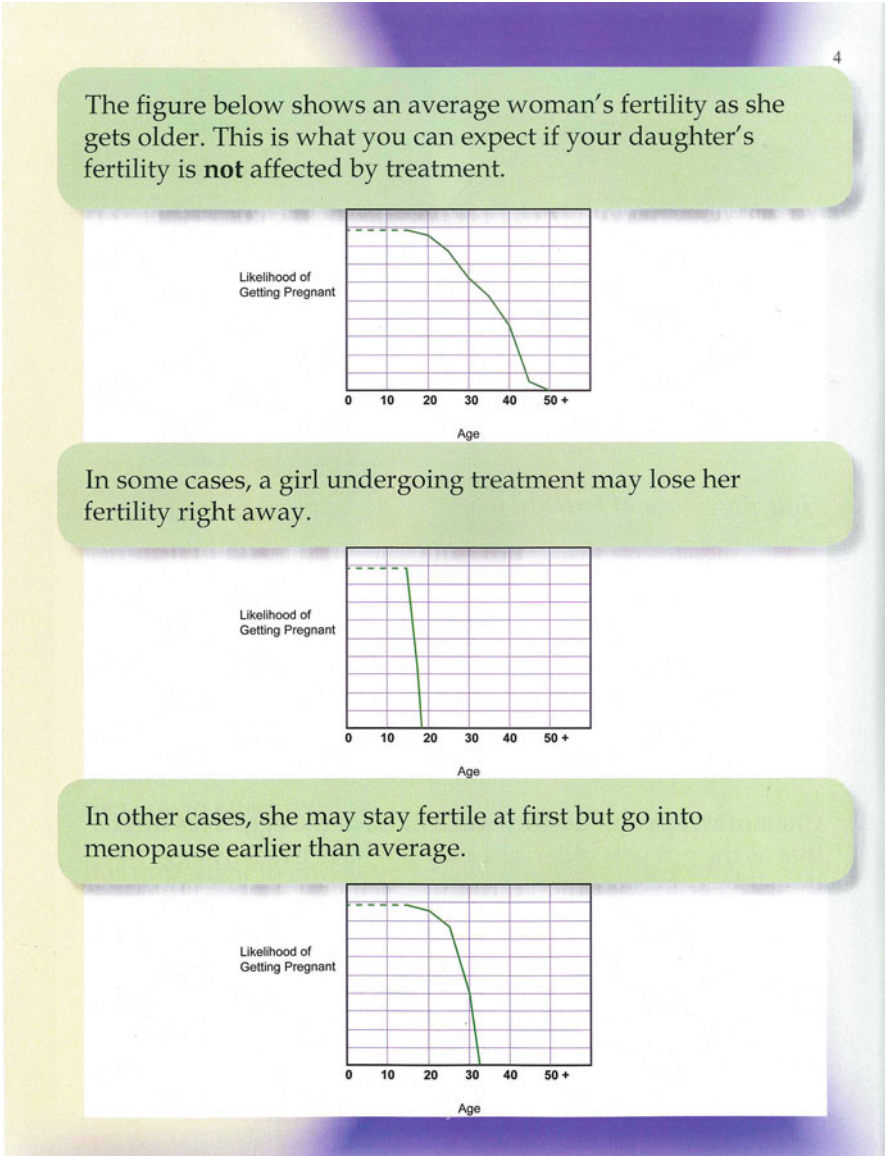 4
The figure below shows an average woman's fertility as she
gets older. This is what you can expect if your daughter's
fertility is not affected by treatment.
Likelihood of
Getting Pregnant
0 10 20 30 40 50 +
Age
In some cases, a girl undergoing treatment may lose her
fertility right away.
Likelihood of
Getting Pregnant
0 10 20 30 40 50 +
Age
In other cases, she may stay fertile at first but go into
menopause earlier than average.
Likelihood of
Getting Pregnant
0 10 20 30 40 50 +
Age